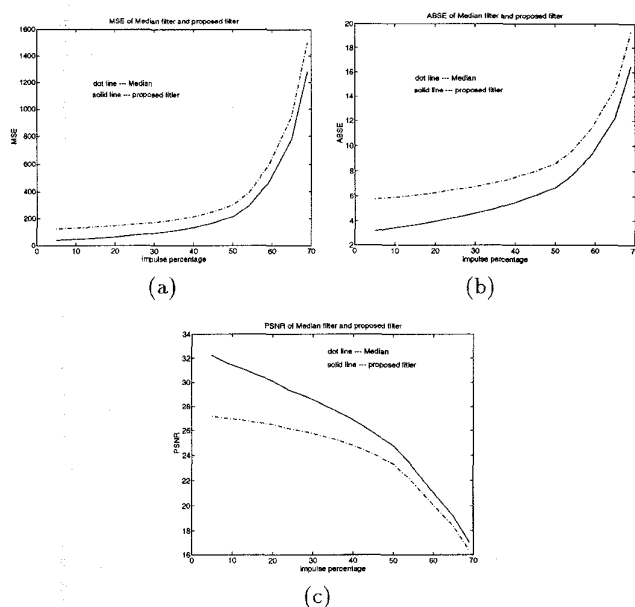 MSE of Median filter and proposed filter
1600
1400
1200
1000
800
600
400
200
0
MSE
dot line --- Median
solid line --- proposed fitler
0 10 20 30 40 50 60 70
impulse percentage
(a)
ABSE of Median filter and proposed filter
20
18
16
14
12
10
8
6
4
2
ABSE
dot line --- Median
solid line --- proposed fitler
0 10 20 30 40 50 60 70
impulse percentage
(b)
PSNR of Median filter and proposed filter
34
32
30
28
26
24
22
20
18
16
PSNR
dot line --- Median
solid line --- proposed fitler
0 10 20 30 40 50 60 70
impulse percentage
(c)